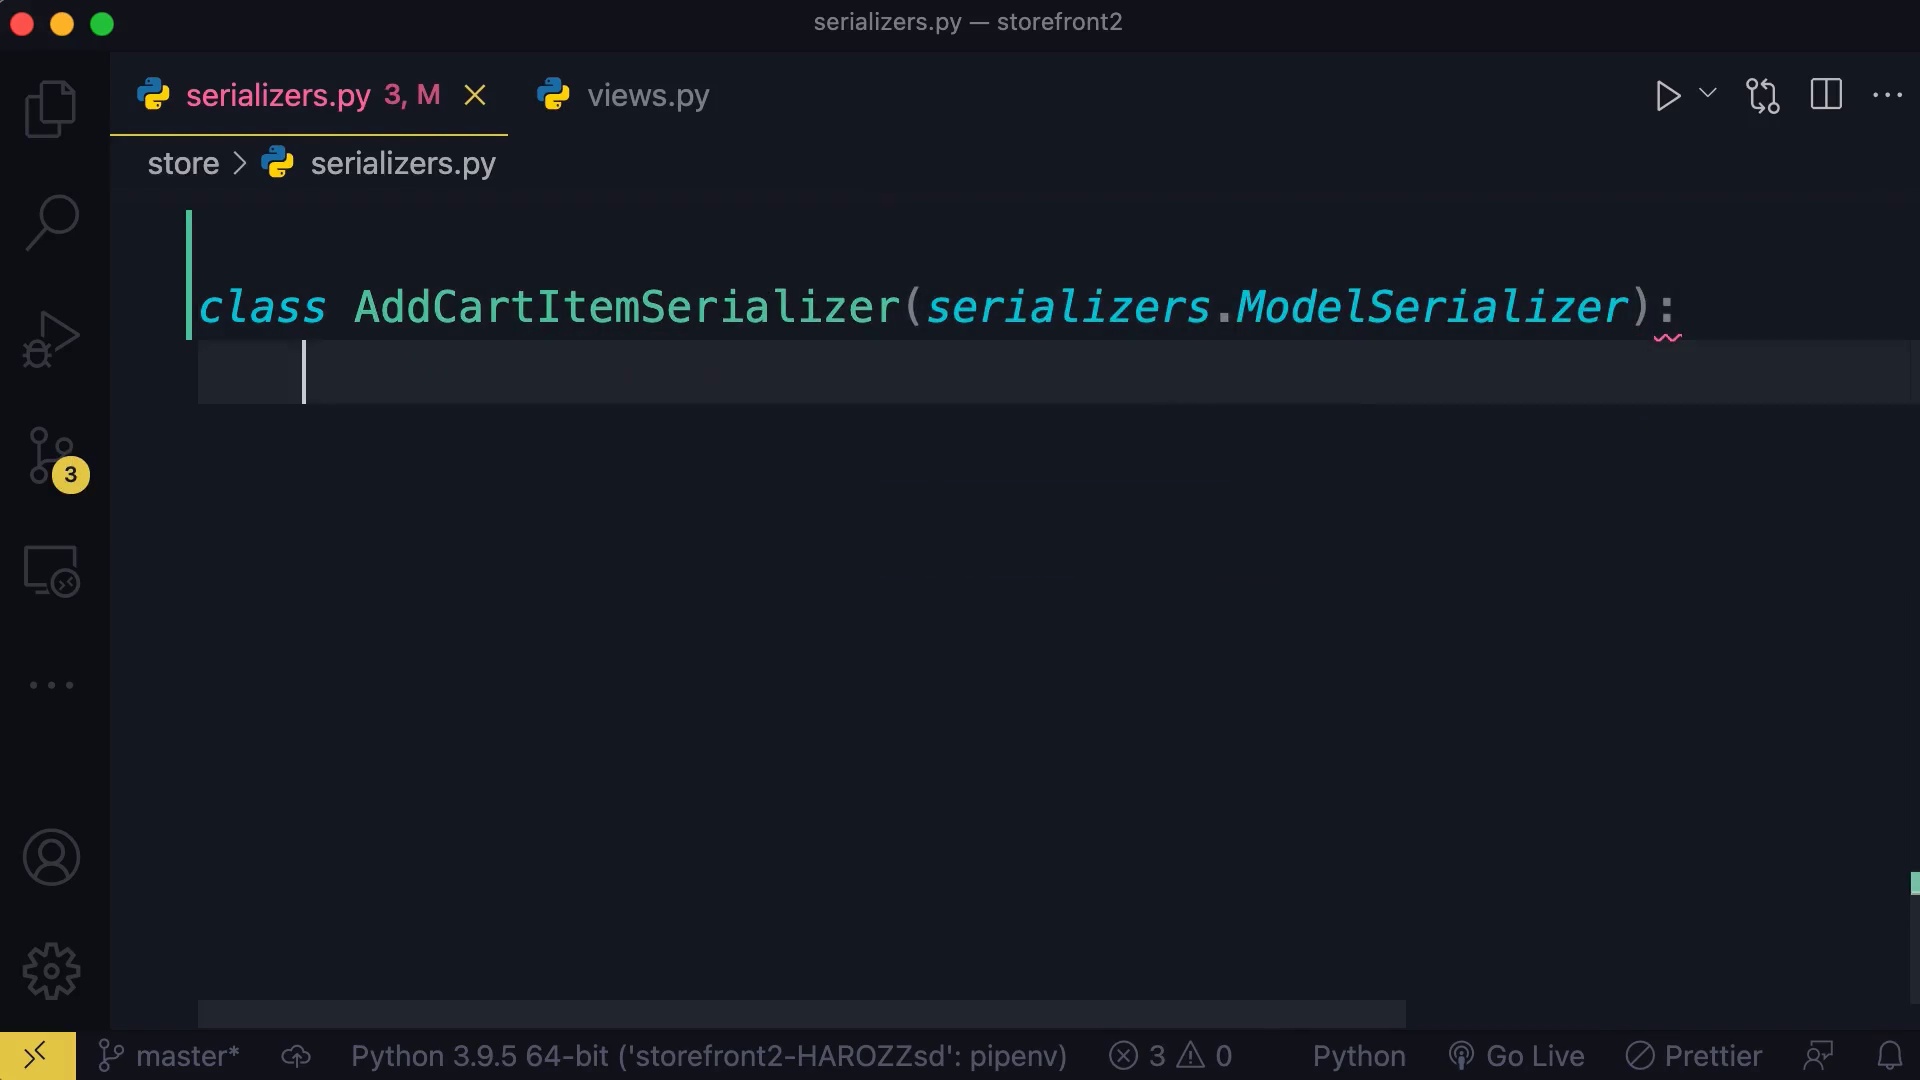 serializers.py — storefront2
serializers.py 3, M
views.py
store > serializers.py
class AddCartItemSerializer(serializers.ModelSerializer):
3
master*
Python 3.9.5 64-bit ('storefront2-HAROZZsd': pipenv)
3
0
Python
Go Live
Prettier